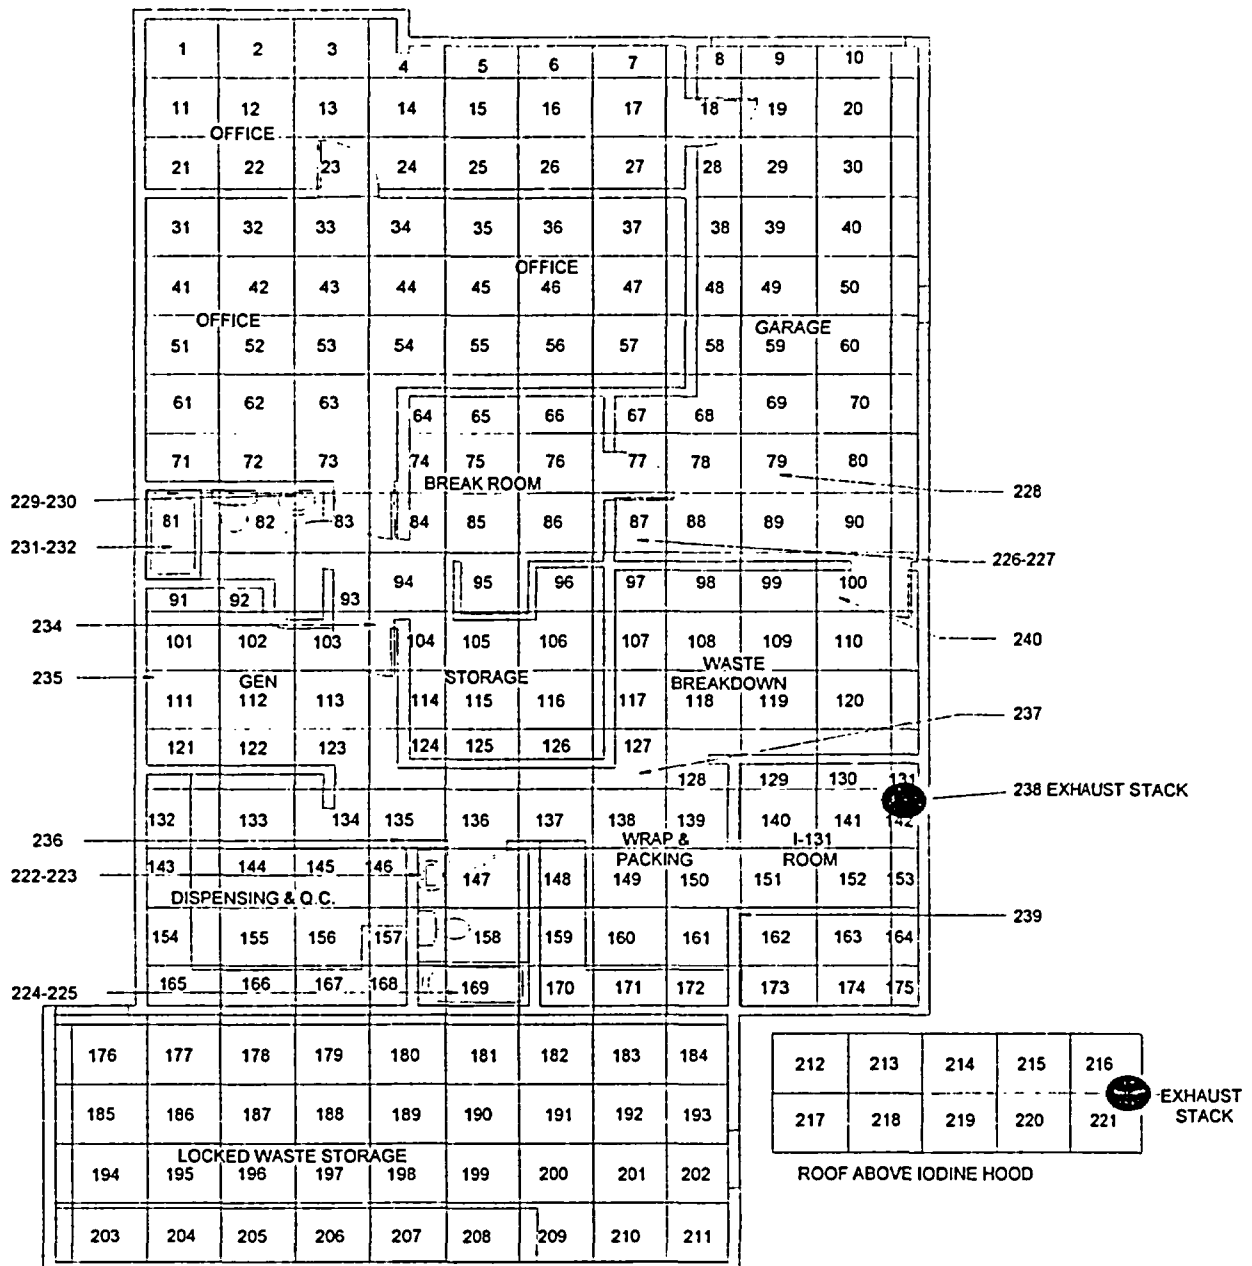 1 2 3
4 5 6 7 8 9 10
11 12 13 14 15 16 17 18 19 20
OFFICE
21 22 23 24 25 26 27 28 29 30
31 32 33 34 35 36 37 38 39 40
OFFICE
41 42 43 44 45 46 47 48 49 50
OFFICE GARAGE
51 52 53 54 55 56 57 58 59 60
61 62 63 64 65 66 67 68 69 70
71 72 73 74 75 76 77 78 79 80
BREAK ROOM
229-230 228
81 82 83 84 85 86 87 88 89 90
231-232 226-227
91 92 93 94 95 96 97 98 99 100
234 240
101 102 103 104 105 106 107 108 109 110
235 GEN STORAGE WASTE
BREAKDOWN
111 112 113 114 115 116 117 118 119 120
237
121 122 123 124 125 126 127
128 129 130 131
238 EXHAUST STACK
132 133 134 135 136 137 138 139 140 141 142
236 WRAP &
PACKING
I-131
ROOM
143 144 145 146 147 148 149 150 151 152 153
222-223
DISPENSING & Q.C.
239
154 155 156 157 158 159 160 161 162 163 164
224-225
165 166 167 168 169 170 171 172 173 174 175
176 177 178 179 180 181 182 183 184
185 186 187 188 189 190 191 192 193
LOCKED WASTE STORAGE
194 195 196 197 198 199 200 201 202
203 204 205 206 207 208 209 210 211
212 213 214 215 216
EXHAUST
STACK
217 218 219 220 221
ROOF ABOVE IODINE HOOD